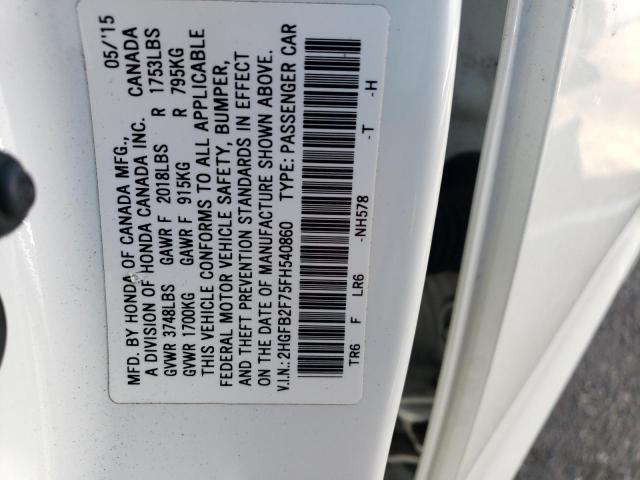 MFD. BY HONDA OF CANADA MFG., 05/'15
A DIVISION OF HONDA CANADA INC. CANADA
GVWR 3748LBS GAWR F 2018LBS R 1753LBS
GVWR 1700KG GAWR F 915KG R 795KG
THIS VEHICLE CONFORMS TO ALL APPLICABLE
FEDERAL MOTOR VEHICLE SAFETY, BUMPER,
AND THEFT PREVENTION STANDARDS IN EFFECT
ON THE DATE OF MANUFACTURE SHOWN ABOVE.
V.I.N.:2HGFB2F75FH540860 TYPE: PASSENGER CAR
TR6 F LR6 -NH578 -T -H